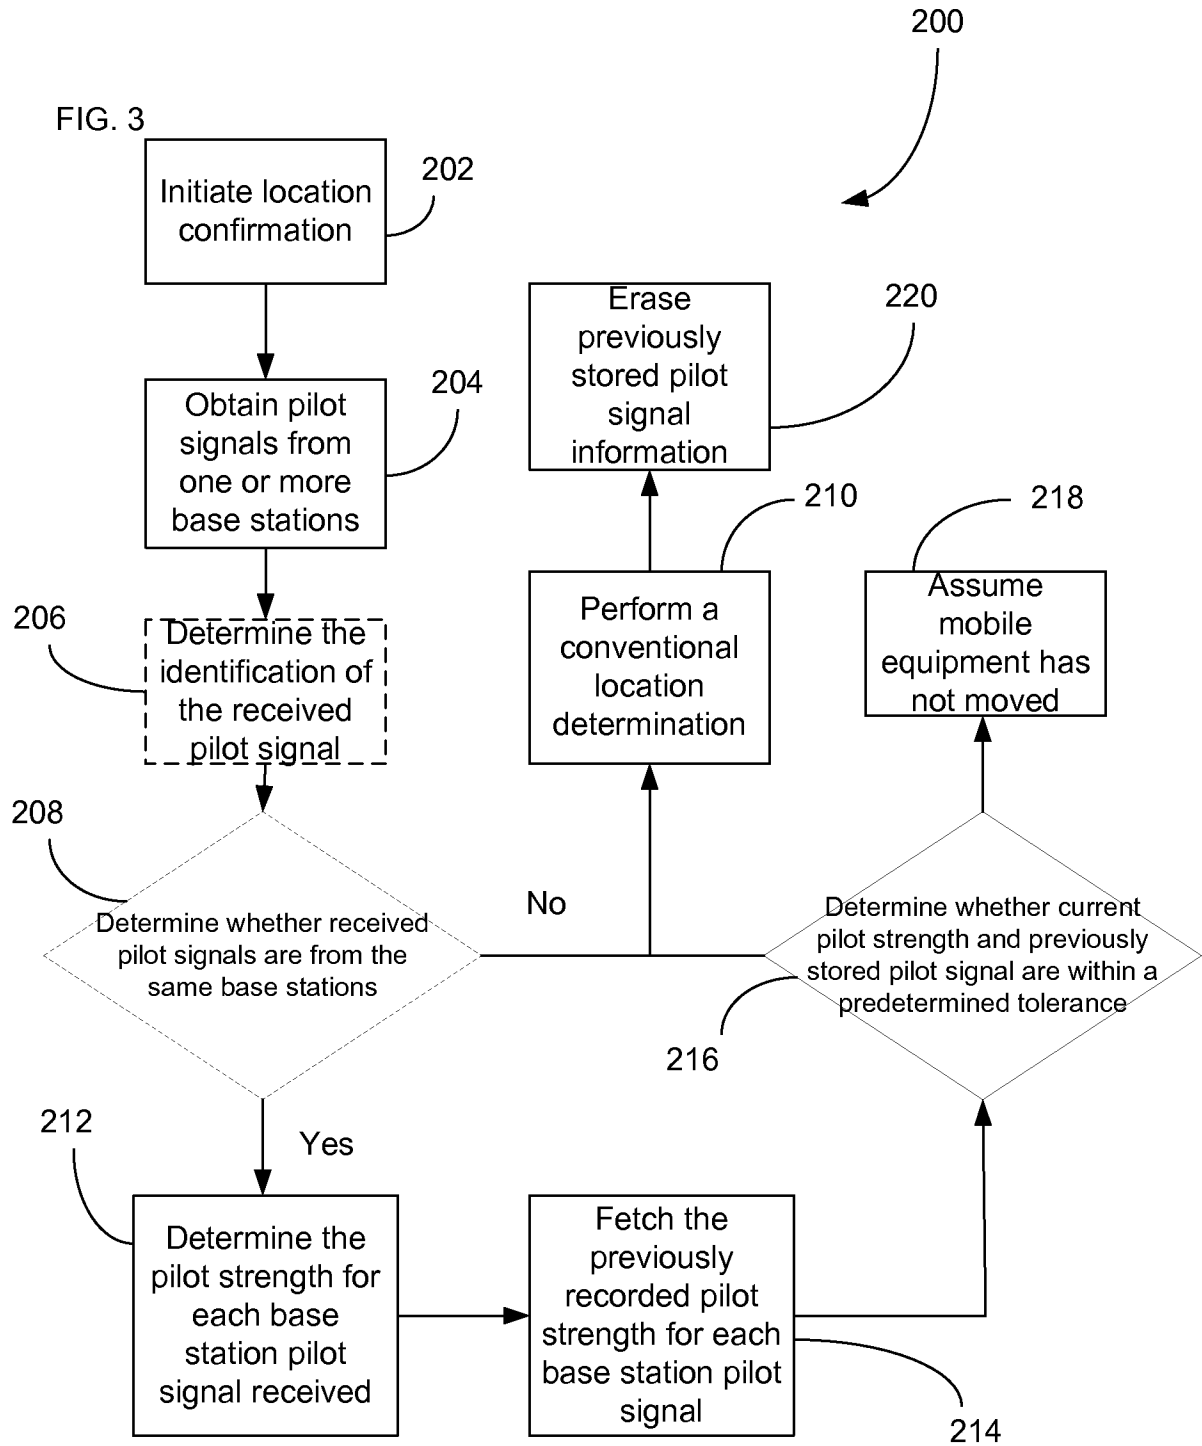 200
FIG. 3
Initiate location
confirmation
202
Obtain pilot
signals from
one or more
base stations
204
Determine the
identification of
the received
pilot signal
206
Determine whether received
pilot signals are from the
same base stations
208
No
Yes
Determine the
pilot strength for
each base
station pilot
signal received
212
Fetch the
previously
recorded pilot
strength for each
base station pilot
signal
214
Determine whether current
pilot strength and previously
stored pilot signal are within a
predetermined tolerance
216
Assume
mobile
equipment has
not moved
218
Perform a
conventional
location
determination
210
Erase
previously
stored pilot
signal
information
220